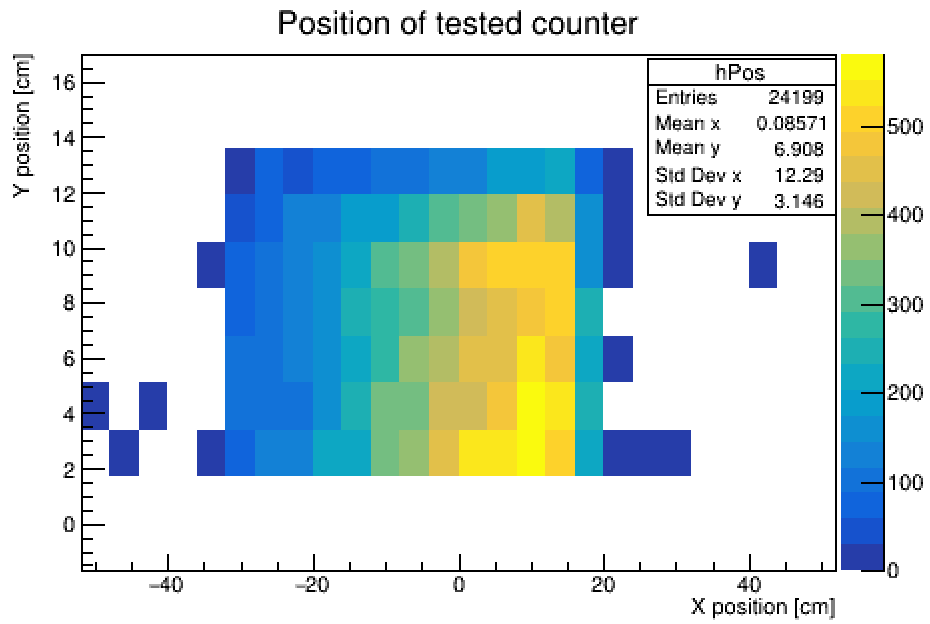 Position of tested counter
Y position [cm]
16
14
12
10
8
6
4
2
0
hPos
Entries 24199
Mean x 0.08571
Mean y 6.908
Std Dev x 12.29
Std Dev y 3.146
500
400
300
200
100
0
−40 −20 0 20 40
X position [cm]